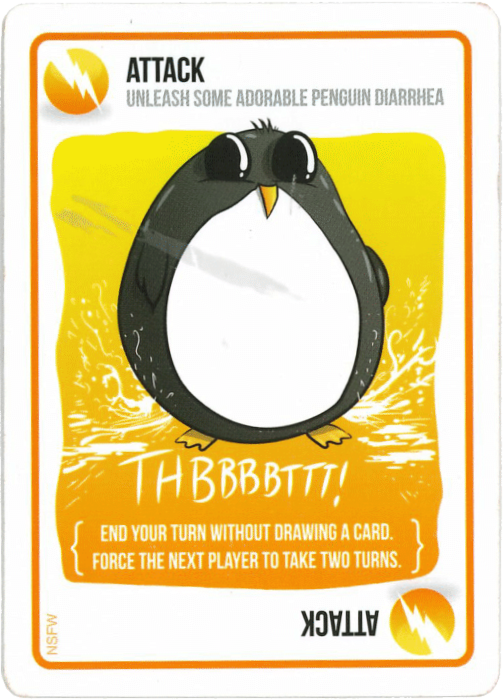 ATTACK
UNLEASH SOME ADORABLE PENGUIN DIARRHEA
THBBBBTTT!
END YOUR TURN WITHOUT DRAWING A CARD.
FORCE THE NEXT PLAYER TO TAKE TWO TURNS.
ATTACK
NSFW